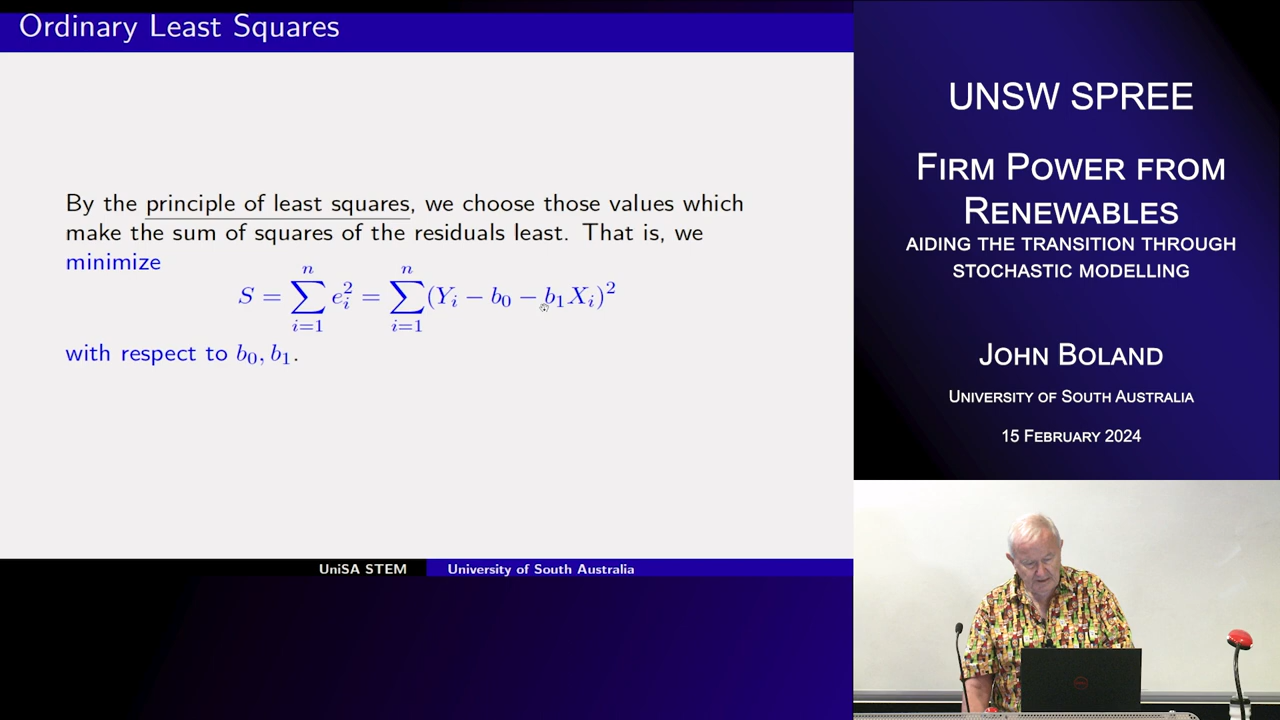 Ordinary Least Squares
By the principle of least squares, we choose those values which
make the sum of squares of the residuals least. That is, we
minimize
S = \sum_{i=1}^{n} e_i^2 = \sum_{i=1}^{n} (Y_i − b_0 − b_1 X_i)^2
with respect to b_0, b_1.
UniSA STEM
University of South Australia
UNSW SPREE
FIRM POWER FROM
RENEWABLES
AIDING THE TRANSITION THROUGH
STOCHASTIC MODELLING
JOHN BOLAND
UNIVERSITY OF SOUTH AUSTRALIA
15 FEBRUARY 2024